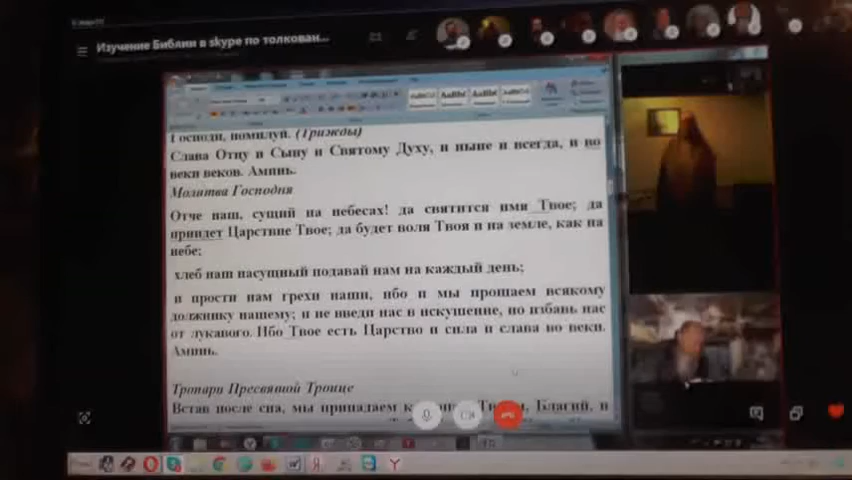 Изучение Библии в skype по толкован...
Господи, помилуй. (Трижды)
Слава Отцу и Сыну и Святому Духу, и ныне и всегда, и во
веки веков. Аминь.
Молитва Господня
Отче наш, сущий на небесах! да святится имя Твое; да
приидет Царствие Твое; да будет воля Твоя и на земле, как на
небе;
хлеб наш насущный подавай нам на каждый день;
и прости нам грехи наши, ибо и мы прощаем всякому
должнику нашему; и не введи нас в искушение, но избавь нас
от лукавого. Ибо Твое есть Царство и сила и слава во веки.
Аминь.
Тропари Пресвятой Троице
Встав после сна, мы припадаем к Благий, и